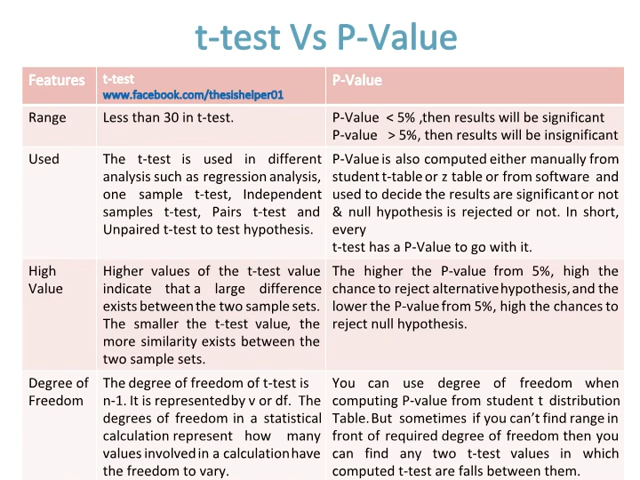 t-test Vs P-Value
Features
t-test
www.facebook.com/thesishelper01
P-Value
Range
Less than 30 in t-test.
P-Value < 5% ,then results will be significant
P-value > 5%, then results will be insignificant
Used
The t-test is used in different
analysis such as regression analysis,
one sample t-test, Independent
samples t-test, Pairs t-test and
Unpaired t-test to test hypothesis.
P-Value is also computed either manually from
student t-table or z table or from software and
used to decide the results are significant or not
& null hypothesis is rejected or not. In short,
every
t-test has a P-Value to go with it.
High
Value
Higher values of the t-test value
indicate that a large difference
exists between the two sample sets.
The smaller the t-test value, the
more similarity exists between the
two sample sets.
The higher the P-value from 5%, high the
chance to reject alternative hypothesis, and the
lower the P-value from 5%, high the chances to
reject null hypothesis.
Degree of
Freedom
The degree of freedom of t-test is
n-1. It is represented by v or df. The
degrees of freedom in a statistical
calculation represent how many
values involved in a calculation have
the freedom to vary.
You can use degree of freedom when
computing P-value from student t distribution
Table. But sometimes if you can't find range in
front of required degree of freedom then you
can find any two t-test values in which
computed t-test are falls between them.